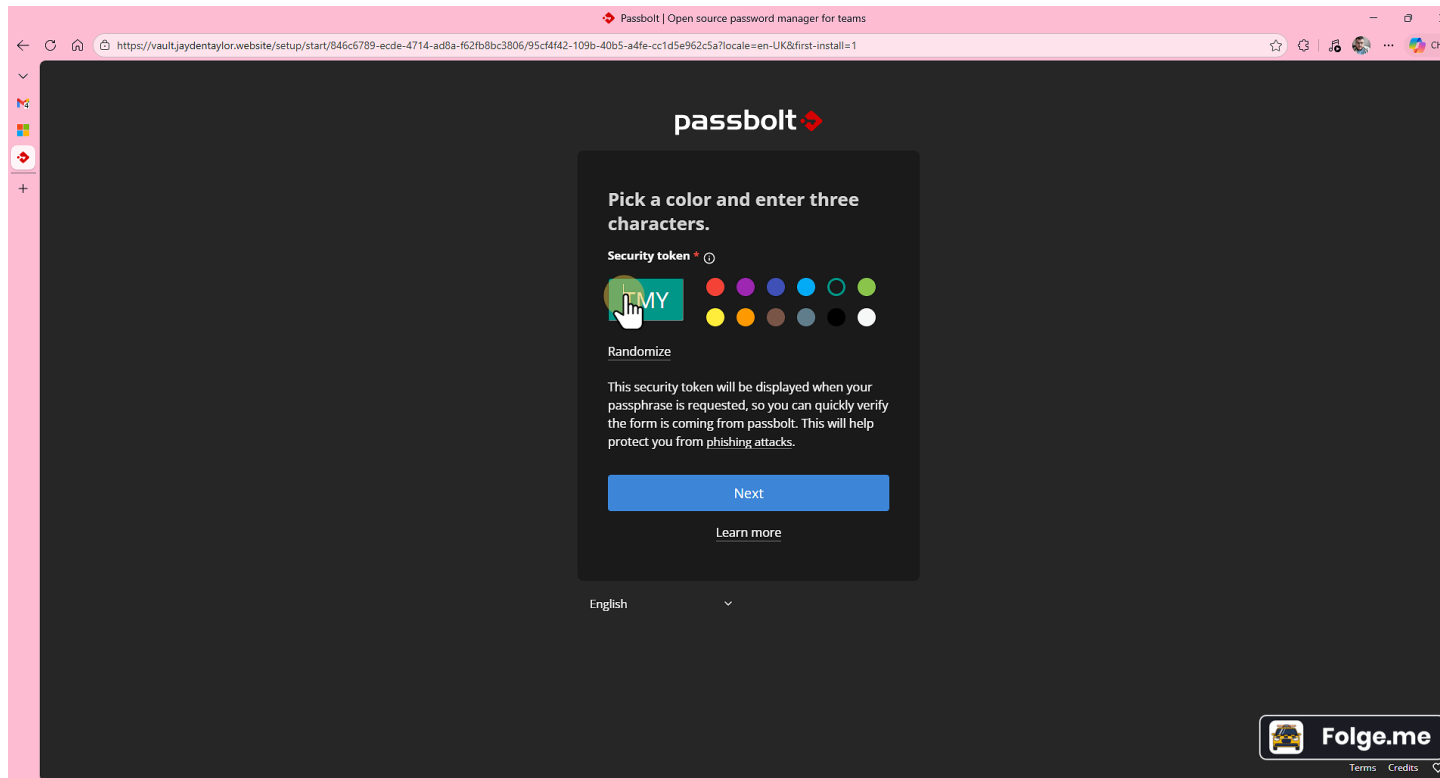 Passbolt | Open source password manager for teams
https://vault.jaydentaylor.website/setup/start/846c6789-ecde-4714-ad8a-f62fb8bc3806/95cf4f42-109b-40b5-a4fe-cc1d5e962c5a?locale=en-UK&first-install=1
passbolt
Pick a color and enter three
characters.
Security token *
MY
Randomize
This security token will be displayed when your
passphrase is requested, so you can quickly verify
the form is coming from passbolt. This will help
protect you from phishing attacks.
Next
Learn more
English
Folge.me
Terms Credits